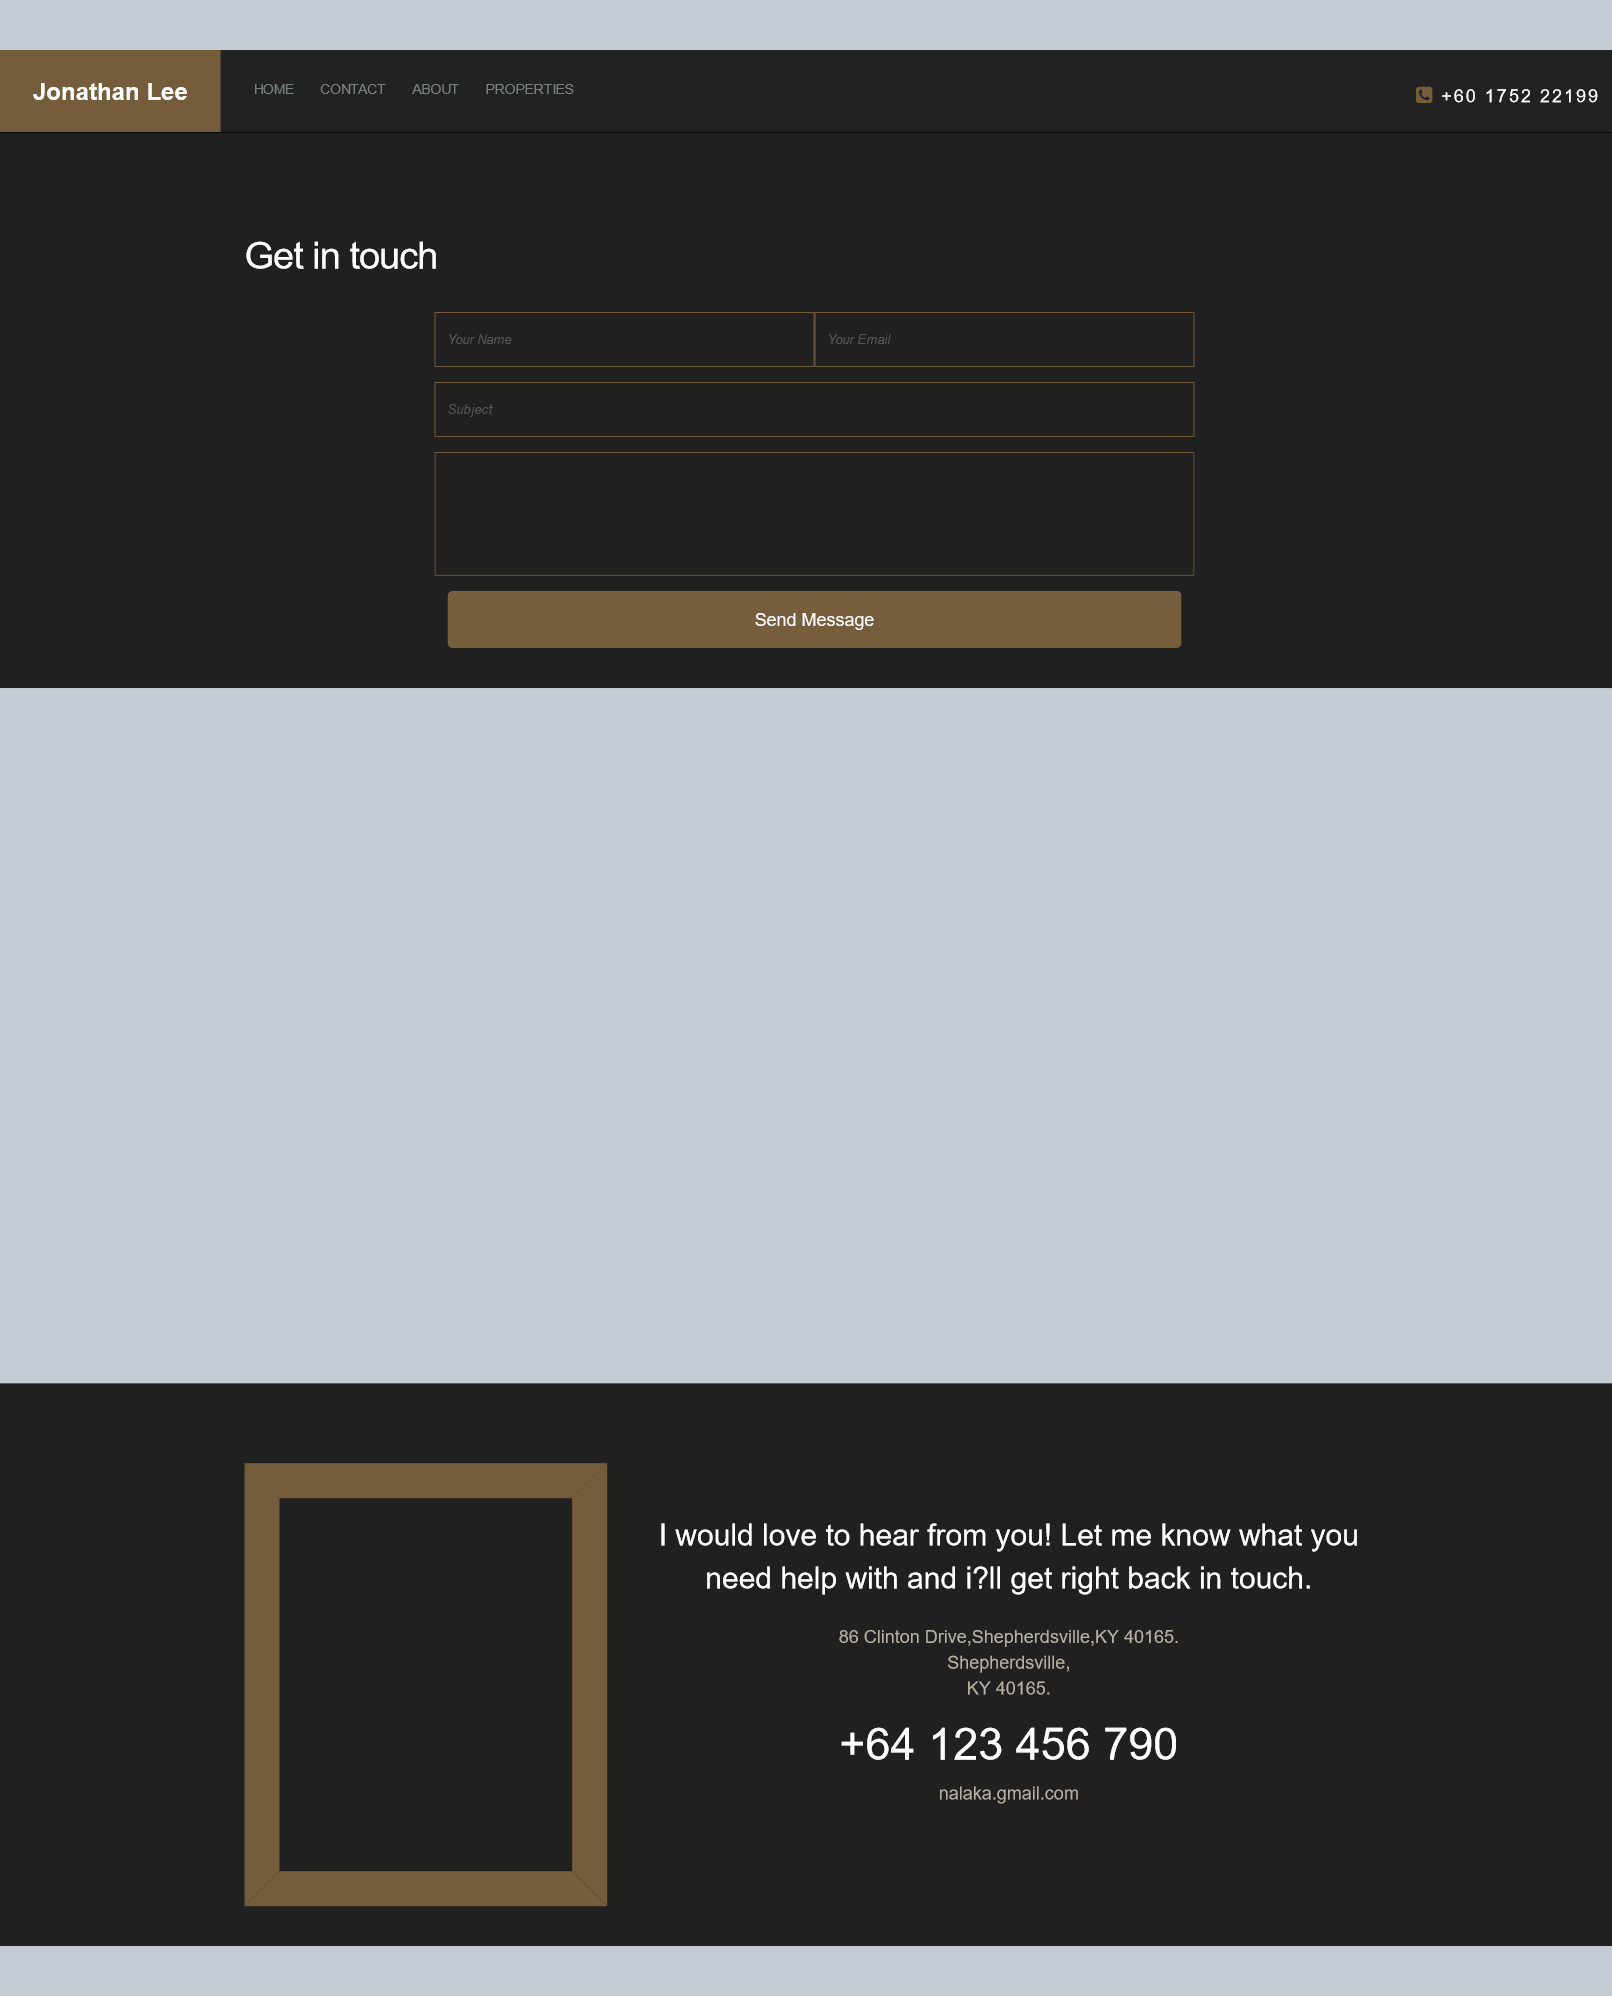 Jonathan Lee
HOME CONTACT ABOUT PROPERTIES
+60 1752 22199
Get in touch
Your Name
Your Email
Subject
Send Message
I would love to hear from you! Let me know what you
need help with and i?ll get right back in touch.
86 Clinton Drive,Shepherdsville,KY 40165.
Shepherdsville,
KY 40165.
+64 123 456 790
nalaka.gmail.com